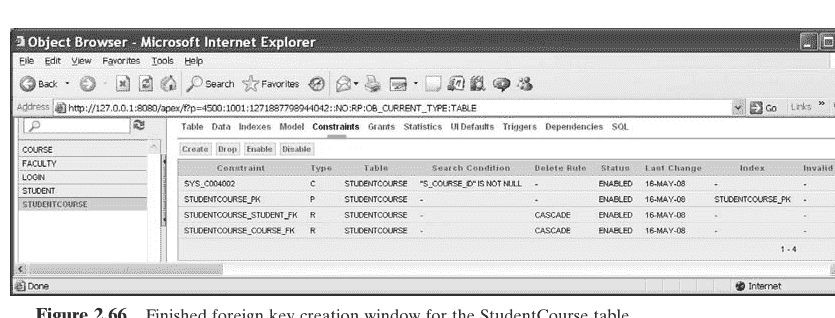 Object Browser - Microsoft Internet Explorer
File Edit View Favorites Tools Help
Back Search Favorites
Address http://127.0.0.1:8080/apex/f?p=4500:1001:1271887798944042::NO:RP:OB_CURRENT_TYPE:TABLE Go Links »
Table Data Indexes Model Constraints Grants Statistics UI Defaults Triggers Dependencies SQL
COURSE
FACULTY
LOGIN
STUDENT
STUDENTCOURSE
Create Drop Enable Disable
Constraint Type Table Search Condition Delete Rule Status Last Change Index Invalid
SYS_C004002 C STUDENTCOURSE "S_COURSE_ID" IS NOT NULL - ENABLED 16-MAY-08 - -
STUDENTCOURSE_PK P STUDENTCOURSE - - ENABLED 16-MAY-08 STUDENTCOURSE_PK -
STUDENTCOURSE_STUDENT_FK R STUDENTCOURSE - CASCADE ENABLED 16-MAY-08 - -
STUDENTCOURSE_COURSE_FK R STUDENTCOURSE - CASCADE ENABLED 16-MAY-08 - -
1 - 4
Done Internet
Figure 2.66 Finished foreign key creation window for the StudentCourse table